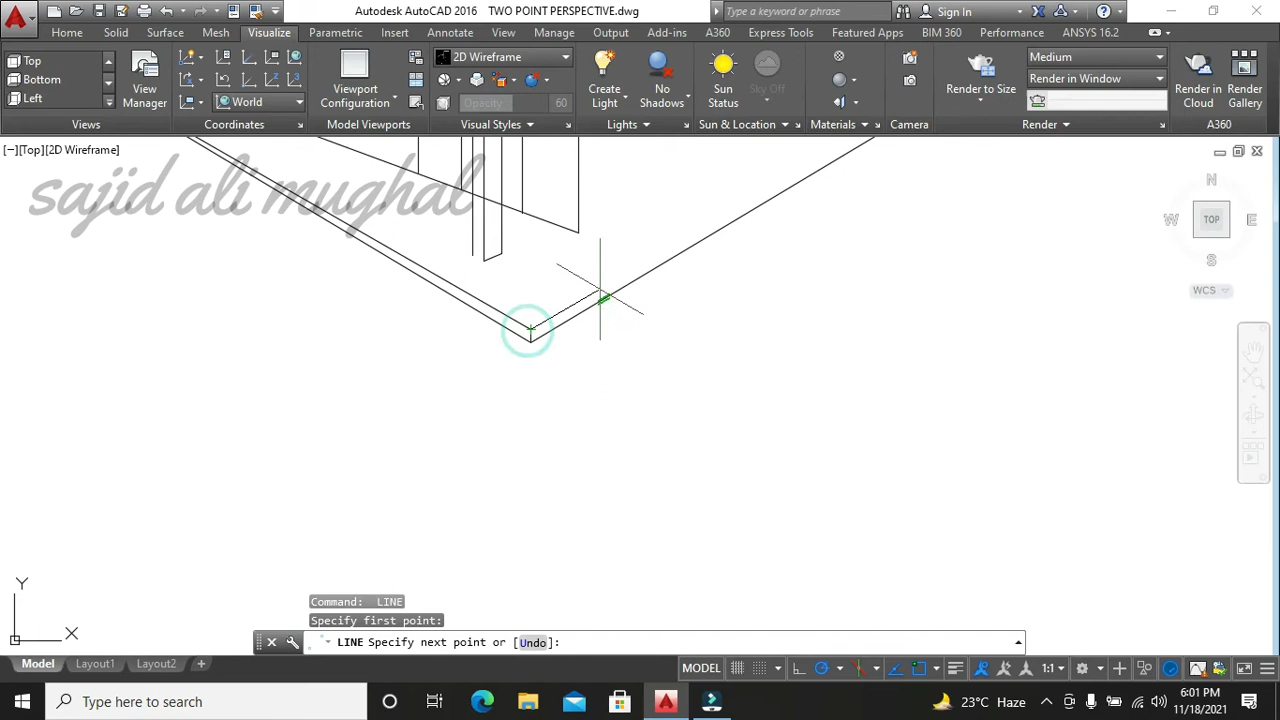 Autodesk AutoCAD 2016 TWO POINT PERSPECTIVE.dwg
Type a keyword or phrase
Sign In
Home Solid Surface Mesh Visualize Parametric Insert Annotate View Manage Output Add-ins A360 Express Tools Featured Apps BIM 360 Performance ANSYS 16.2
Top
Bottom
Left
View Manager
World
Viewport Configuration
2D Wireframe
Opacity 60
Create Light
No Shadows
Sun Status
Sky Off
Render to Size
Medium
Render in Window
Render in Cloud
Render Gallery
Views Coordinates Model Viewports Visual Styles Lights Sun & Location Materials Camera Render A360
[−][Top][2D Wireframe]
sajid ali mughal
N
W TOP E
S
WCS
Y
X
Command: LINE
Specify first point:
LINE Specify next point or [Undo]:
Model Layout1 Layout2 +
MODEL 1:1
Type here to search
23°C Haze
6:01 PM
11/18/2021